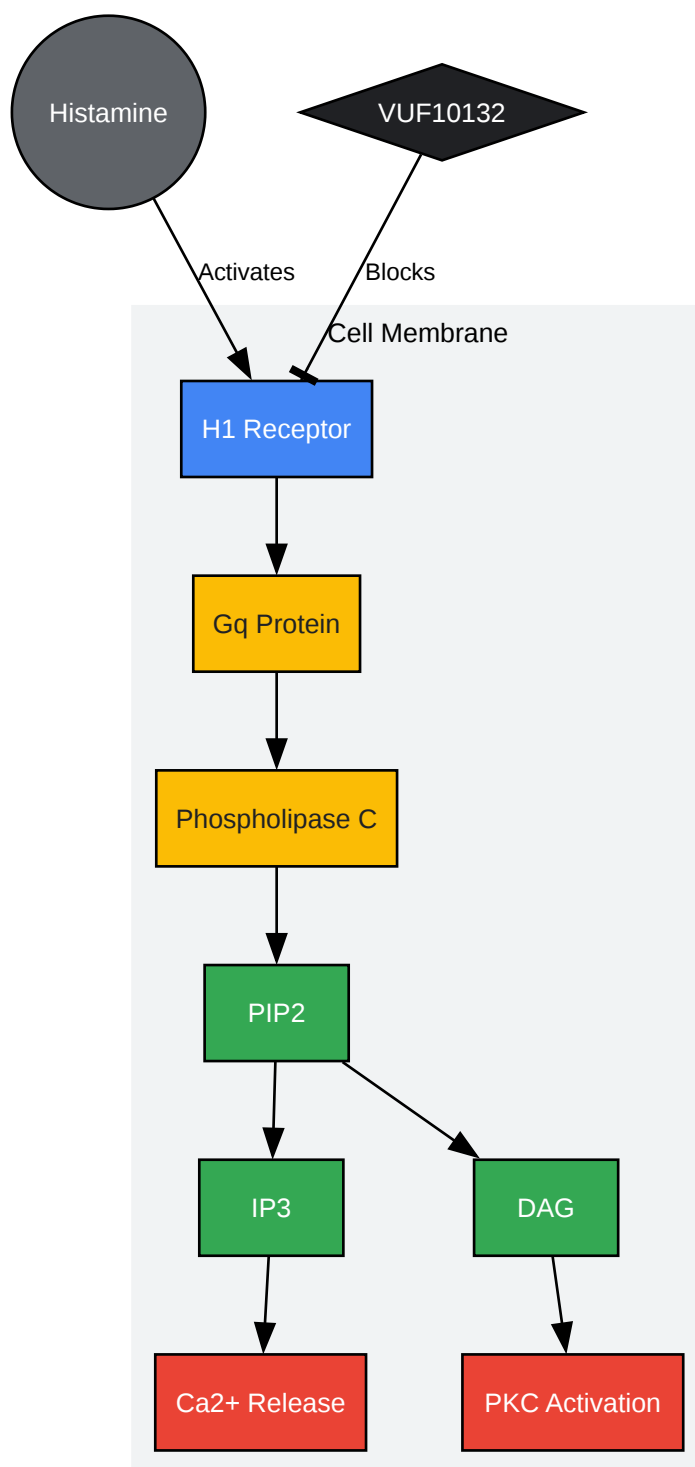 Histamine
VUF10132
Activates
Blocks
Cell Membrane
H1 Receptor
Gq Protein
Phospholipase C
PIP2
IP3
DAG
Ca2+ Release
PKC Activation